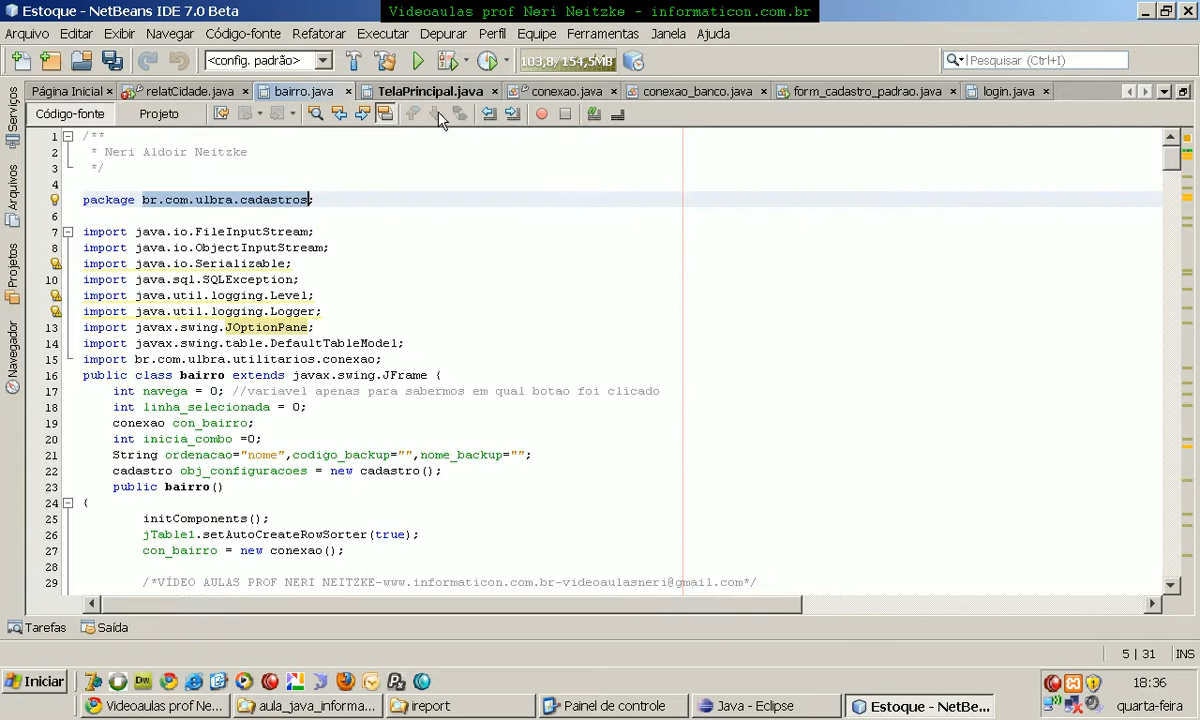 Estoque - NetBeans IDE 7.0 Beta
Videoaulas prof Neri Neitzke - informaticon.com.br
Arquivo Editar Exibir Navegar Código-fonte Refatorar Executar Depurar Perfil Equipe Ferramentas Janela Ajuda
<config. padrão> 103,8/154,5MB Pesquisar (Ctrl+I)
Página Inicial relatCidade.java bairro.java TelaPrincipal.java conexao.java conexao_banco.java form_cadastro_padrao.java login.java
Código-fonte Projeto
Serviços
Arquivos
Projetos
Navegador
1 /**
2 * Neri Aldoir Neitzke
3 */
4
package br.com.ulbra.cadastros;
6
7 import java.io.FileInputStream;
8 import java.io.ObjectInputStream;
import java.io.Serializable;
10 import java.sql.SQLException;
import java.util.logging.Level;
import java.util.logging.Logger;
13 import javax.swing.JOptionPane;
14 import javax.swing.table.DefaultTableModel;
15 import br.com.ulbra.utilitarios.conexao;
16 public class bairro extends javax.swing.JFrame {
17 int navega = 0; //variavel apenas para sabermos em qual botao foi clicado
18 int linha_selecionada = 0;
19 conexao con_bairro;
20 int inicia_combo =0;
21 String ordenacao="nome",codigo_backup="",nome_backup="";
22 cadastro obj_configuracoes = new cadastro();
23 public bairro()
24 {
25 initComponents();
26 jTable1.setAutoCreateRowSorter(true);
27 con_bairro = new conexao();
28
29 /*VÍDEO AULAS PROF NERI NEITZKE-www.informaticon.com.br-videoaulasneri@gmail.com*/
Tarefas Saída
5 | 31 INS
Iniciar 18:36
Videoaulas prof Ne... aula_java_inform... ireport Painel de controle Java - Eclipse Estoque - NetBe... quarta-feira